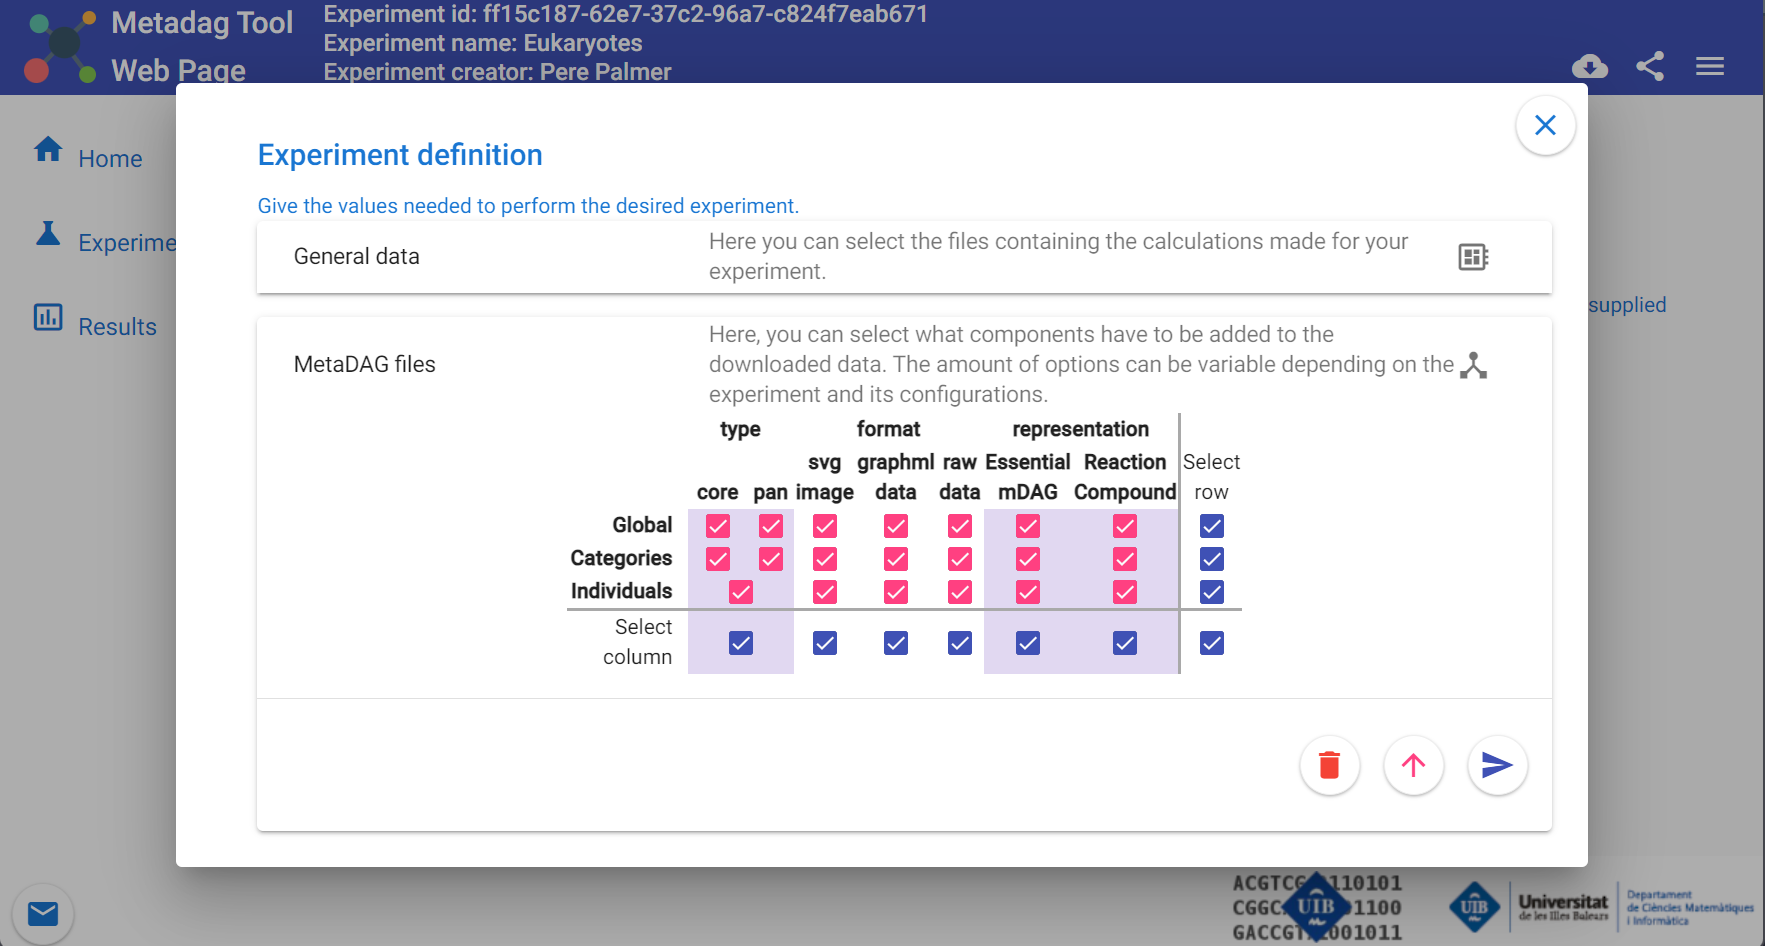 Metadag Tool
Web Page
Experiment id: ff15c187-62e7-37c2-96a7-c824f7eab671
Experiment name: Eukaryotes
Experiment creator: Pere Palmer
Home
Experime
Results
Experiment definition
Give the values needed to perform the desired experiment.
General data
Here you can select the files containing the calculations made for your
experiment.
supplied
MetaDAG files
Here, you can select what components have to be added to the
downloaded data. The amount of options can be variable depending on the
experiment and its configurations.
type format representation
svg graphml raw Essential Reaction Select
core pan image data data mDAG Compound row
Global
Categories
Individuals
Select
column
ACGTCG 110101
CGGC 1100
GACCGT 001011
UIB
UIB
Universitat
de les Illes Balears
Departament
de Ciències Matemàtiques
i Informàtica